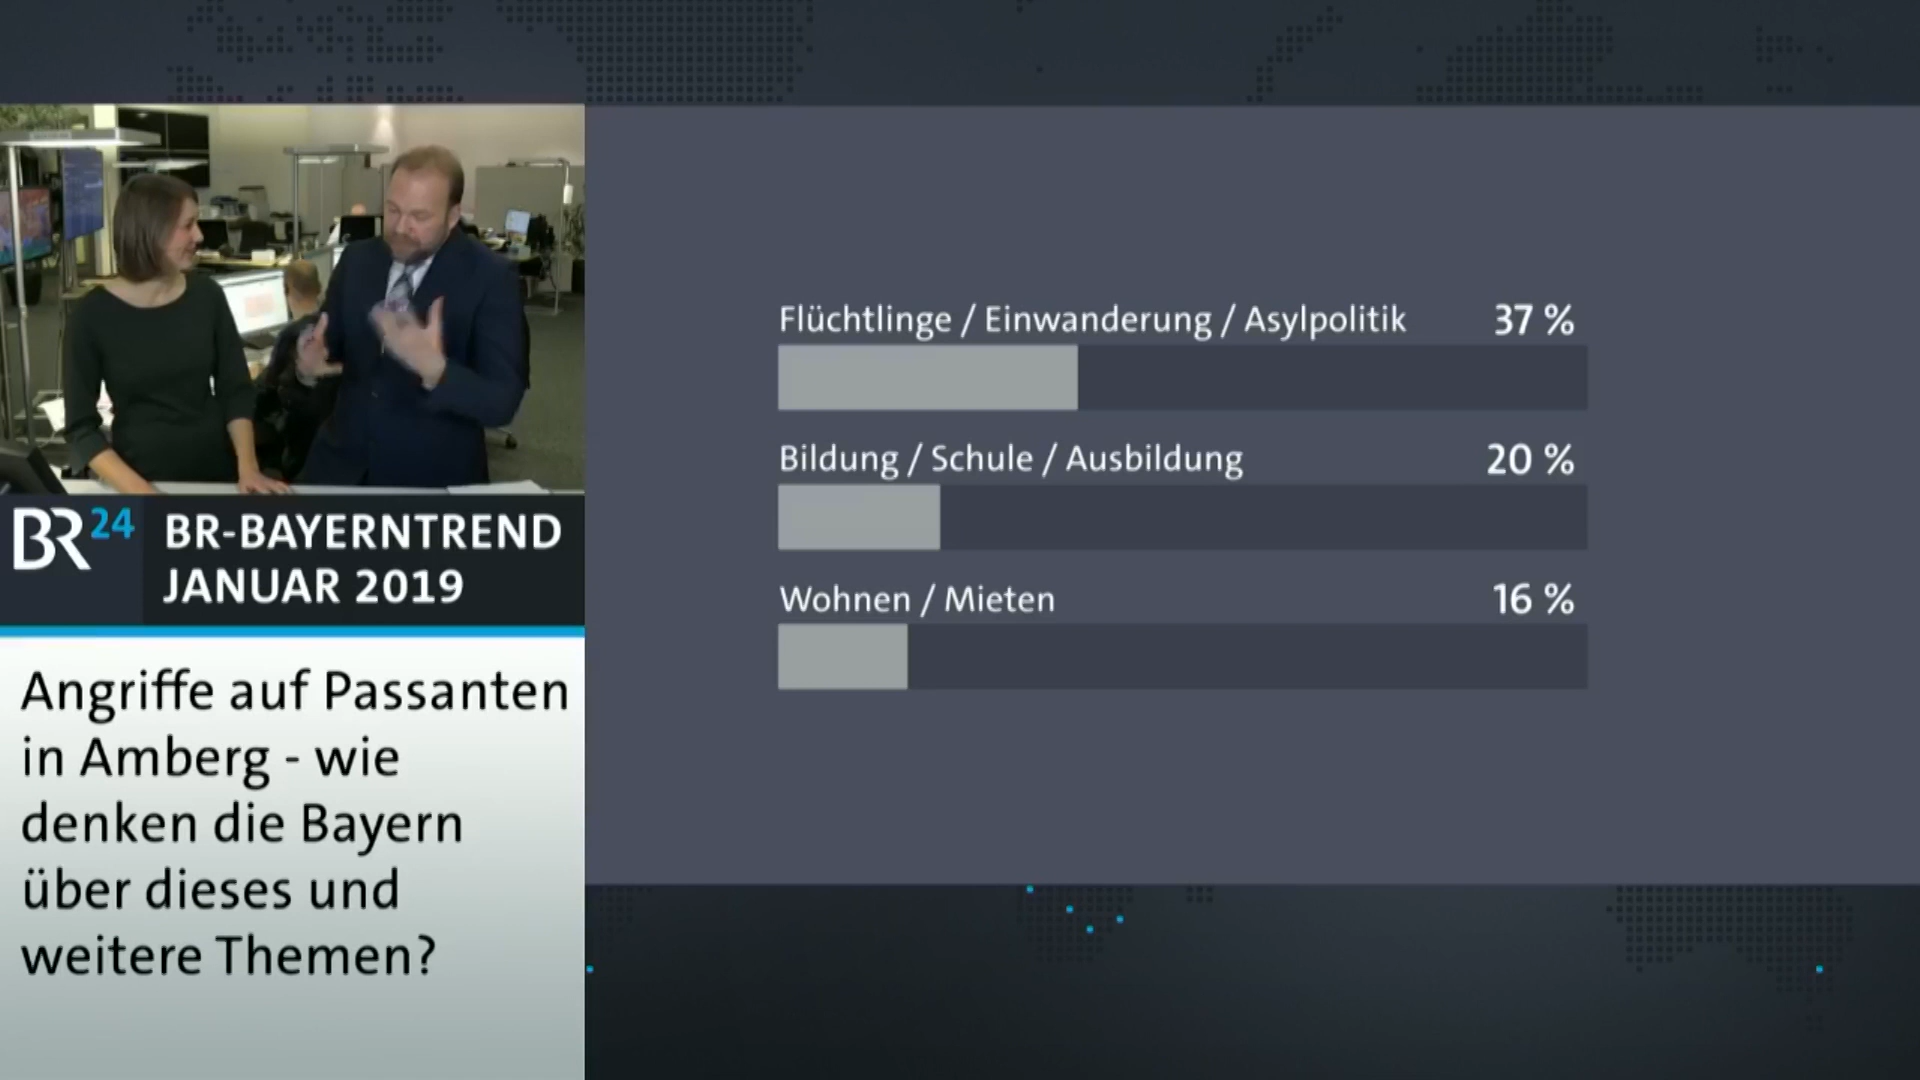 BR24
BR-BAYERNTREND
JANUAR 2019
Angriffe auf Passanten
in Amberg - wie
denken die Bayern
über dieses und
weitere Themen?
Flüchtlinge / Einwanderung / Asylpolitik 37 %
Bildung / Schule / Ausbildung 20 %
Wohnen / Mieten 16 %